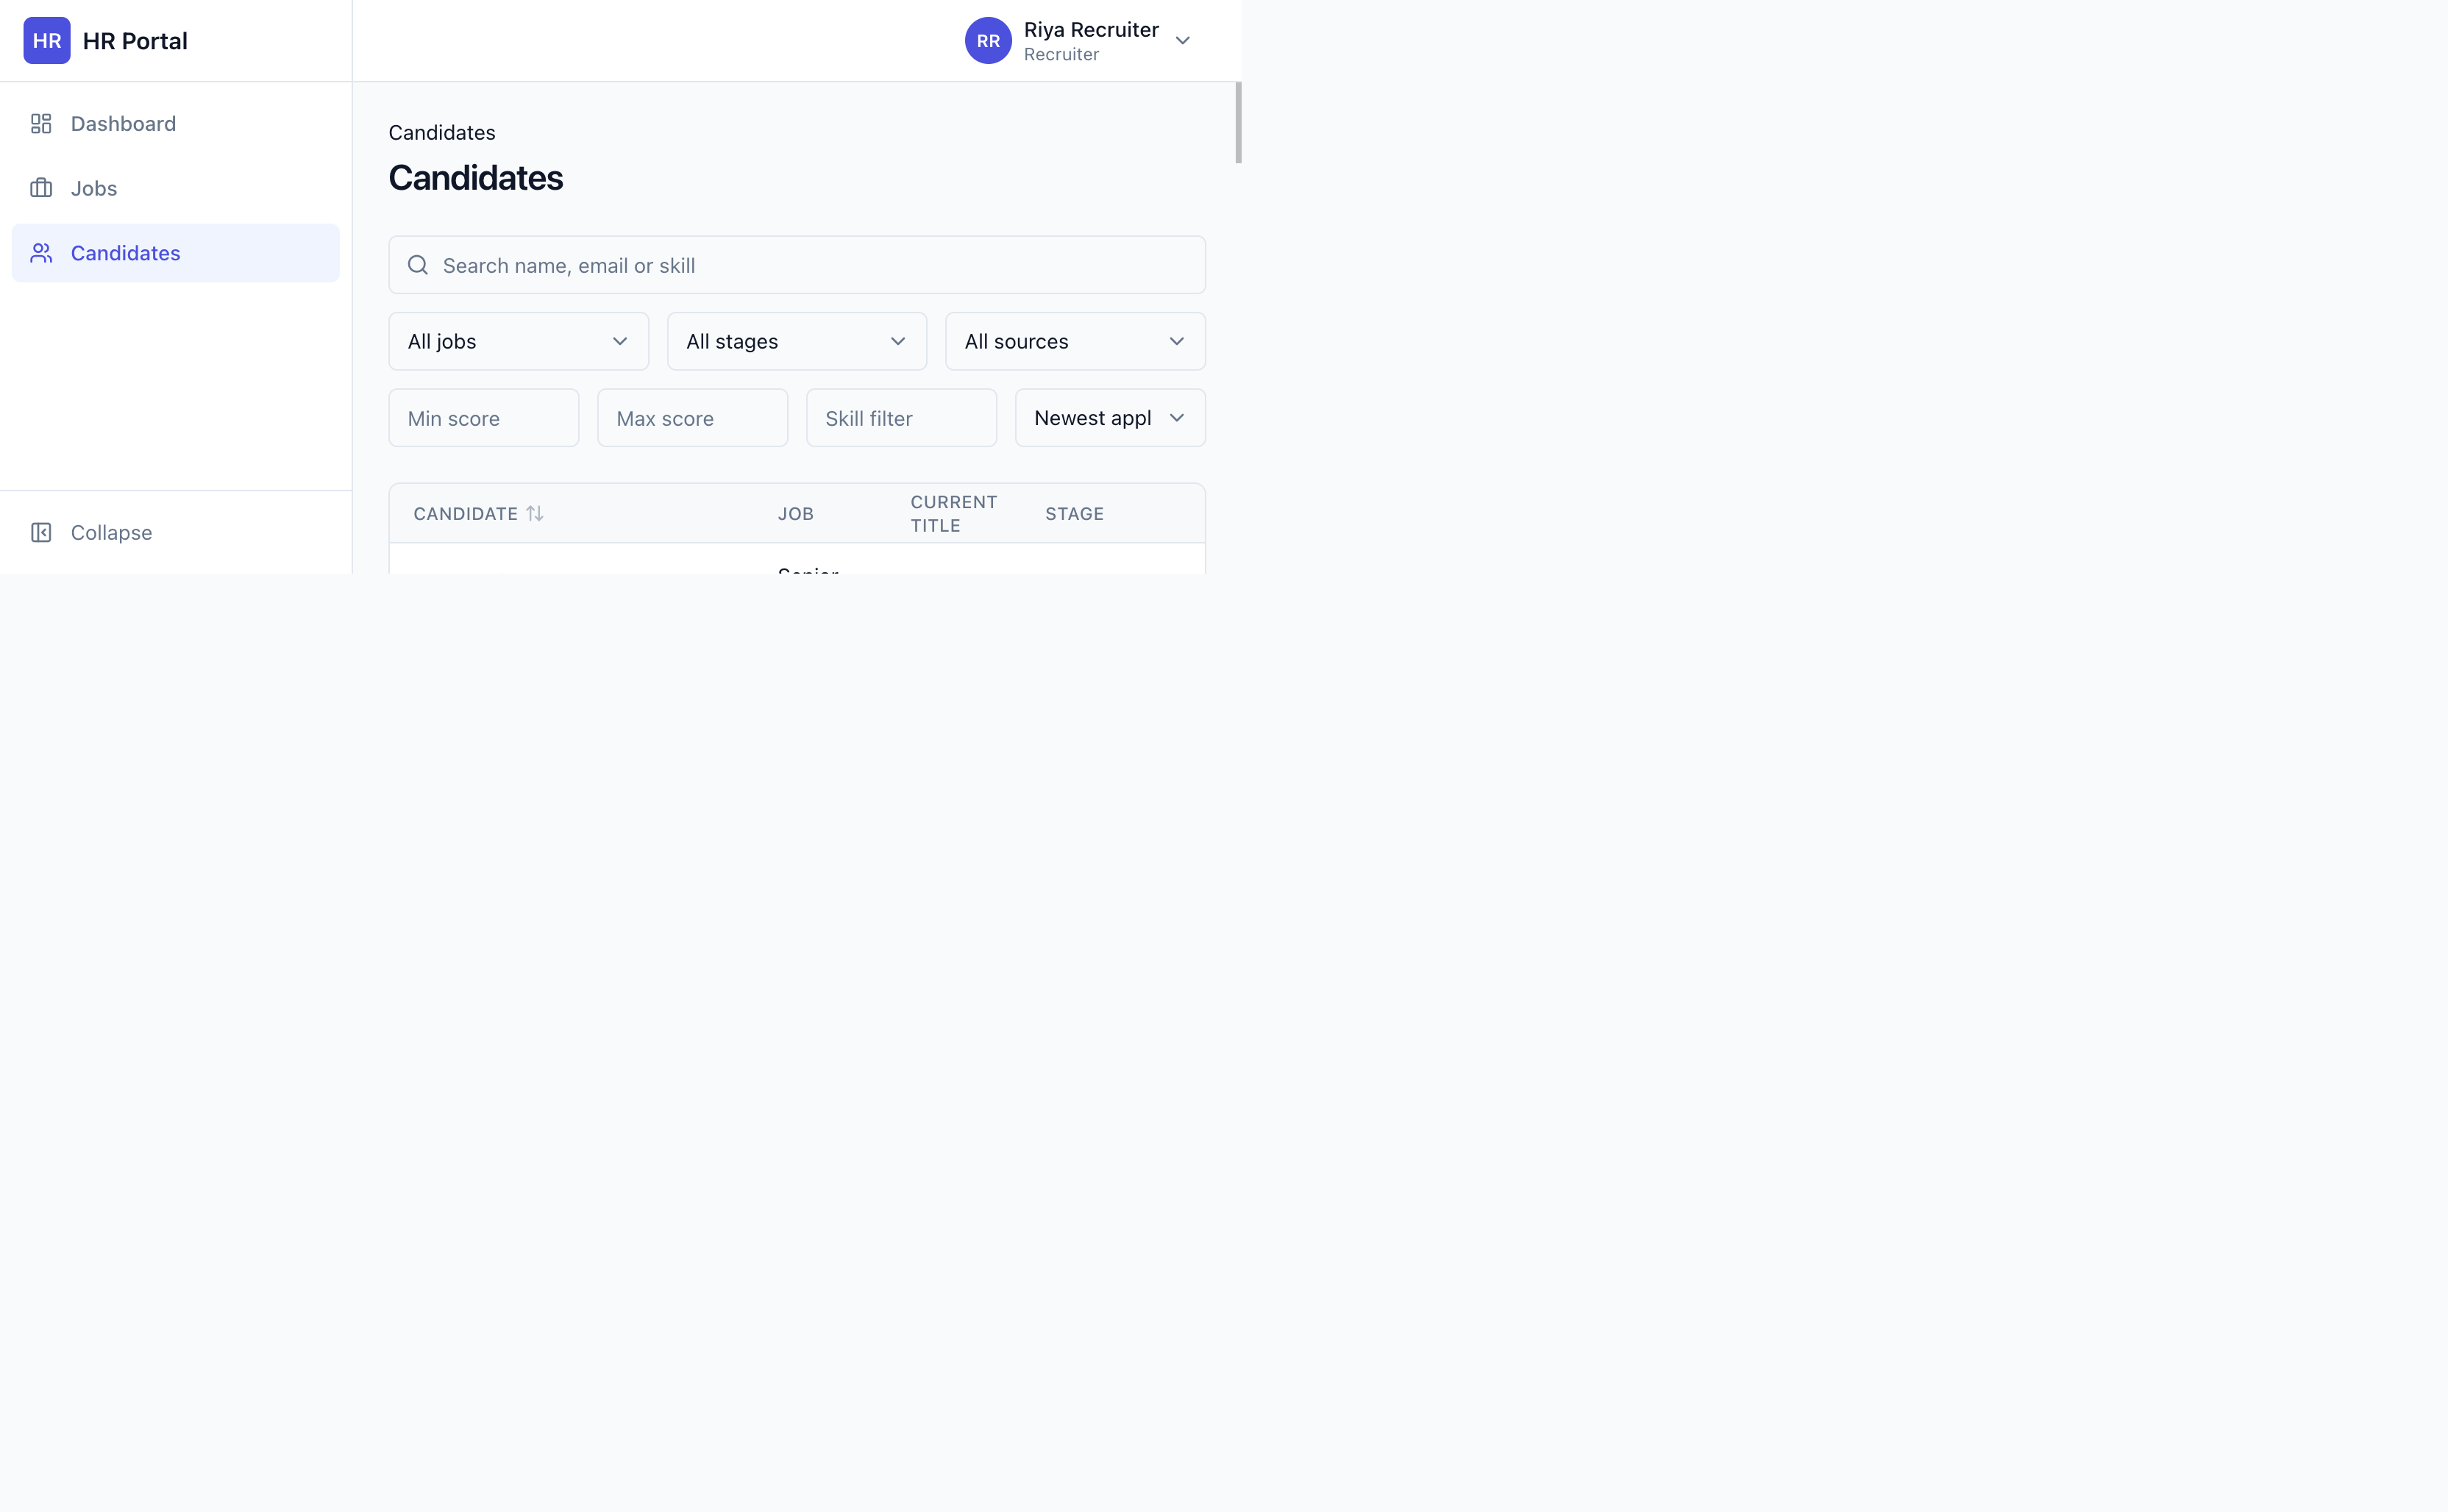 HR HR Portal
RR Riya Recruiter
Recruiter
Dashboard
Jobs
Candidates
Collapse
Candidates
Candidates
Search name, email or skill
All jobs All stages All sources
Min score Max score Skill filter Newest appl
CANDIDATE JOB CURRENT TITLE STAGE